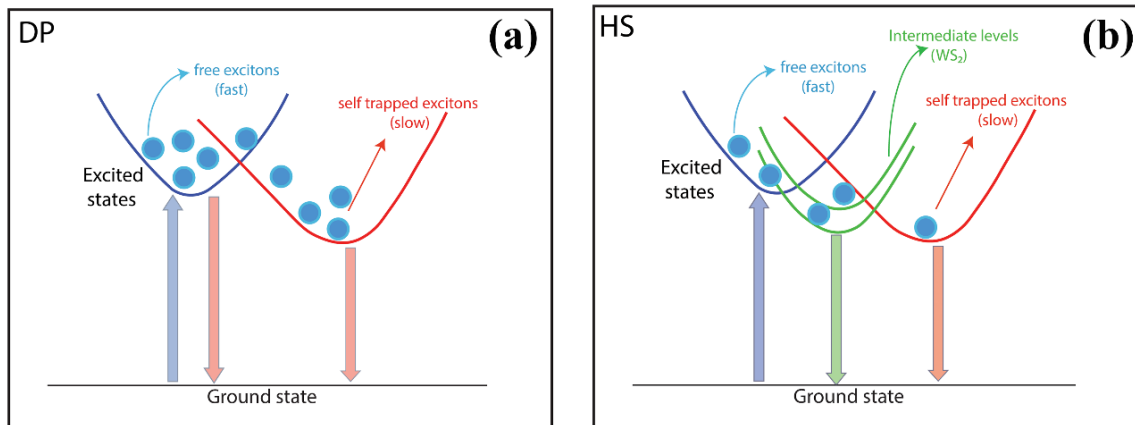 DP
(a)
free excitons
(fast)
self trapped excitons
(slow)
Excited
states
Ground state
HS
(b)
Intermediate levels
(WS₂)
free excitons
(fast)
self trapped excitons
(slow)
Excited
states
Ground state